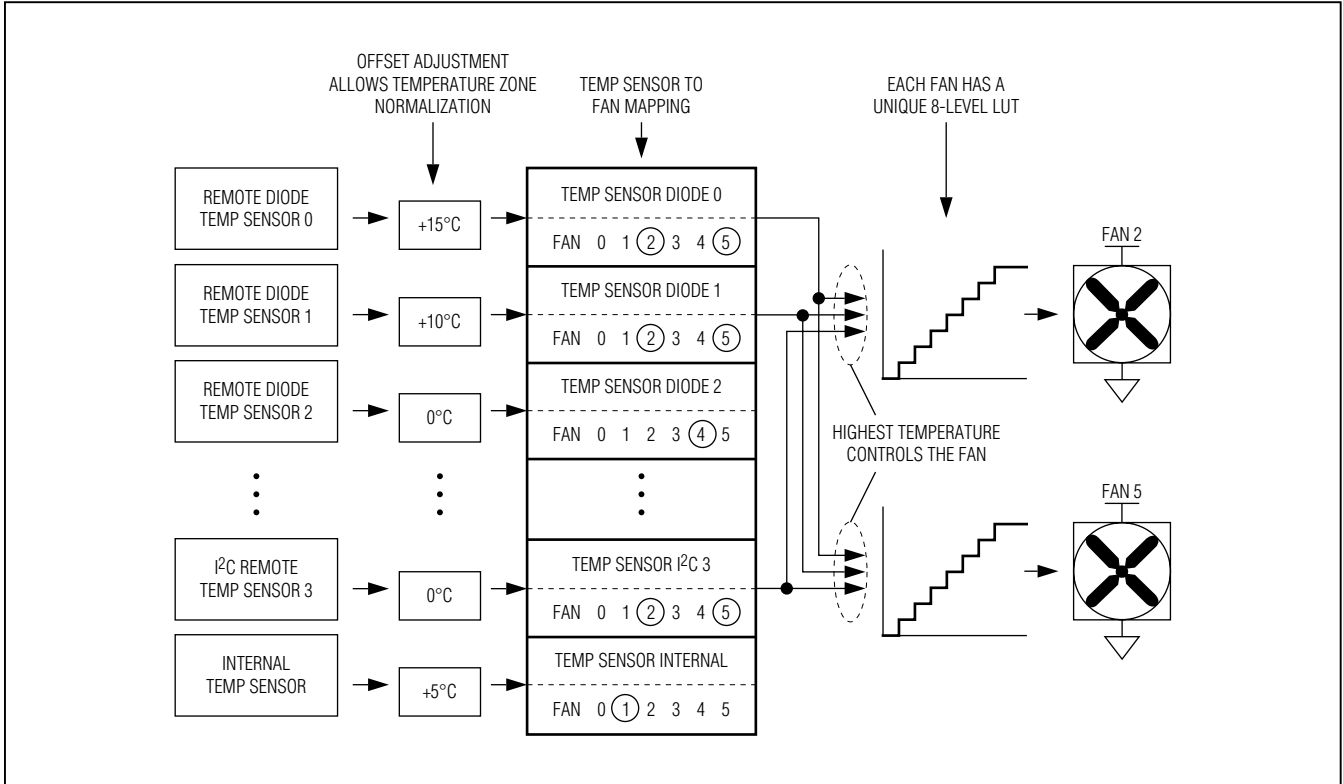 OFFSET ADJUSTMENT
ALLOWS TEMPERATURE ZONE
NORMALIZATION
TEMP SENSOR TO
FAN MAPPING
EACH FAN HAS A
UNIQUE 8-LEVEL LUT
REMOTE DIODE
TEMP SENSOR 0
+15°C
TEMP SENSOR DIODE 0
FAN 0 1 2 3 4 5
REMOTE DIODE
TEMP SENSOR 1
+10°C
TEMP SENSOR DIODE 1
FAN 0 1 2 3 4 5
REMOTE DIODE
TEMP SENSOR 2
0°C
TEMP SENSOR DIODE 2
FAN 0 1 2 3 4 5
I²C REMOTE
TEMP SENSOR 3
0°C
TEMP SENSOR I²C 3
FAN 0 1 2 3 4 5
INTERNAL
TEMP SENSOR
+5°C
TEMP SENSOR INTERNAL
FAN 0 1 2 3 4 5
HIGHEST TEMPERATURE
CONTROLS THE FAN
FAN 2
FAN 5